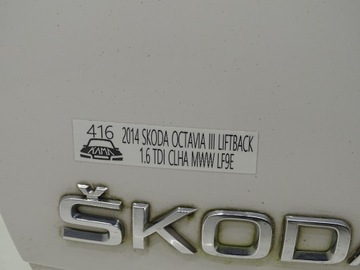 416
KAMA
2014 SKODA OCTAVIA III LIFTBACK
1.6 TDI CLHA MWW LF9E
ŠKODA